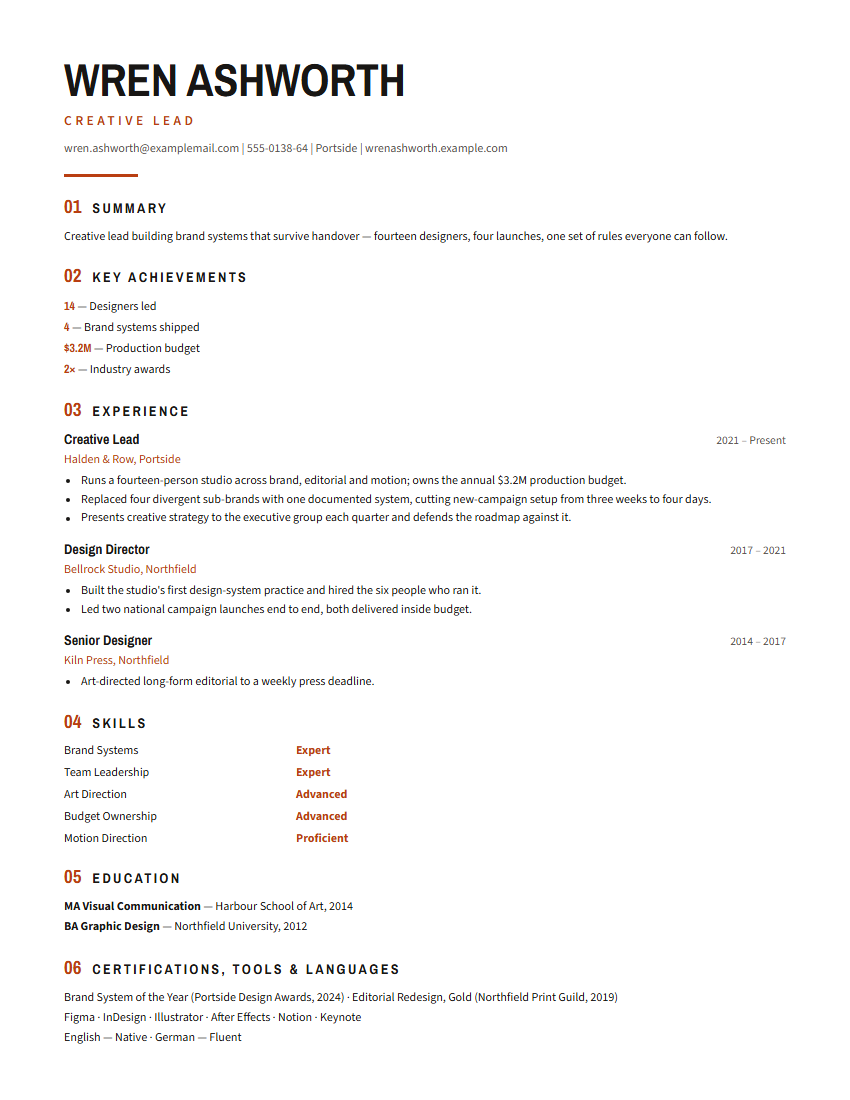 WREN ASHWORTH
CREATIVE LEAD
wren.ashworth@examplemail.com | 555-0138-64 | Portside | wrenashworth.example.com
01 SUMMARY
Creative lead building brand systems that survive handover — fourteen designers, four launches, one set of rules everyone can follow.
02 KEY ACHIEVEMENTS
14 — Designers led
4 — Brand systems shipped
$3.2M — Production budget
2× — Industry awards
03 EXPERIENCE
Creative Lead 2021 – Present
Halden & Row, Portside
• Runs a fourteen-person studio across brand, editorial and motion; owns the annual $3.2M production budget.
• Replaced four divergent sub-brands with one documented system, cutting new-campaign setup from three weeks to four days.
• Presents creative strategy to the executive group each quarter and defends the roadmap against it.
Design Director 2017 – 2021
Bellrock Studio, Northfield
• Built the studio's first design-system practice and hired the six people who ran it.
• Led two national campaign launches end to end, both delivered inside budget.
Senior Designer 2014 – 2017
Kiln Press, Northfield
• Art-directed long-form editorial to a weekly press deadline.
04 SKILLS
Brand Systems Expert
Team Leadership Expert
Art Direction Advanced
Budget Ownership Advanced
Motion Direction Proficient
05 EDUCATION
MA Visual Communication — Harbour School of Art, 2014
BA Graphic Design — Northfield University, 2012
06 CERTIFICATIONS, TOOLS & LANGUAGES
Brand System of the Year (Portside Design Awards, 2024) · Editorial Redesign, Gold (Northfield Print Guild, 2019)
Figma · InDesign · Illustrator · After Effects · Notion · Keynote
English — Native · German — Fluent